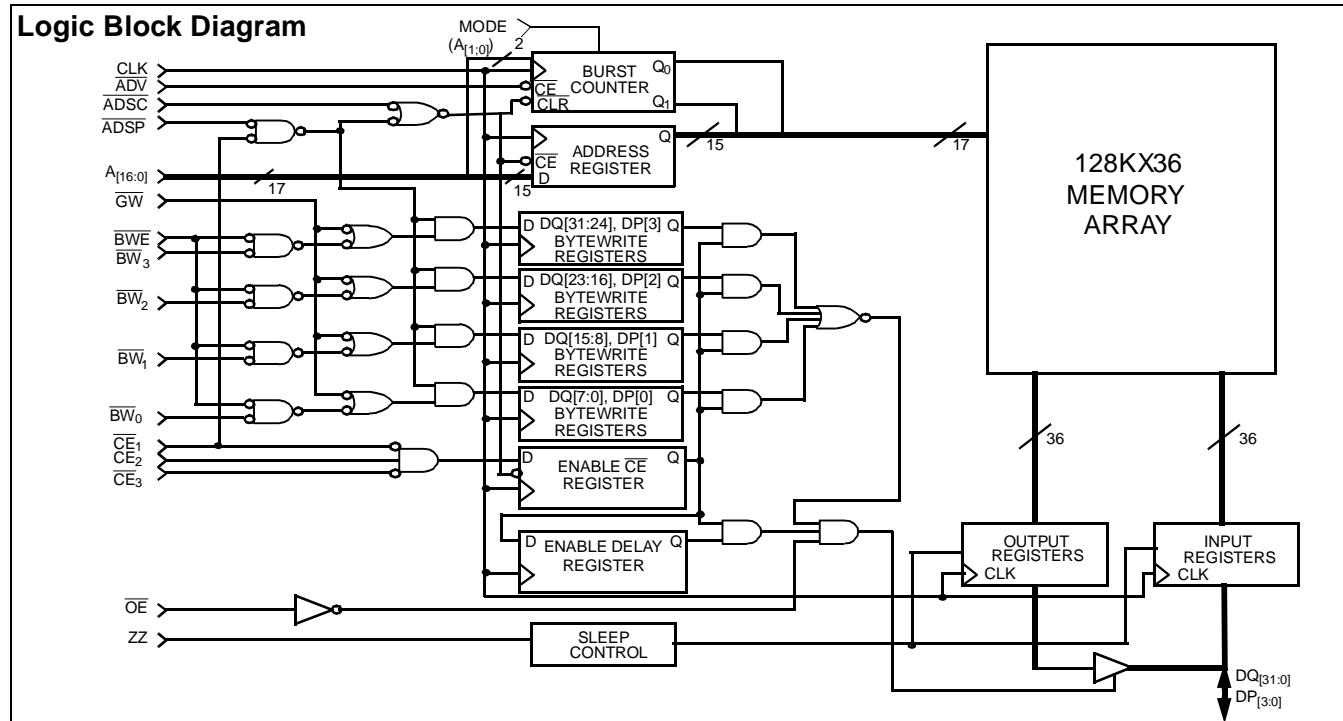 Logic Block Diagram
MODE
(A[1;0]) 2
CLK
ADV
ADSC
ADSP
A[16:0]
17
GW
BWE
BW3
BW2
BW1
BW0
CE1
CE2
CE3
OE
ZZ
BURST
COUNTER
CE
CLR
Q0
Q1
ADDRESS
REGISTER
CE
D
Q
15
15
17
D DQ[31:24], DP[3] Q
BYTEWRITE
REGISTERS
D DQ[23:16], DP[2] Q
BYTEWRITE
REGISTERS
D DQ[15:8], DP[1] Q
BYTEWRITE
REGISTERS
D DQ[7:0], DP[0] Q
BYTEWRITE
REGISTERS
D ENABLE CE Q
REGISTER
D ENABLE DELAY Q
REGISTER
SLEEP
CONTROL
128KX36
MEMORY
ARRAY
36
36
OUTPUT
REGISTERS
CLK
INPUT
REGISTERS
CLK
DQ[31:0]
DP[3:0]